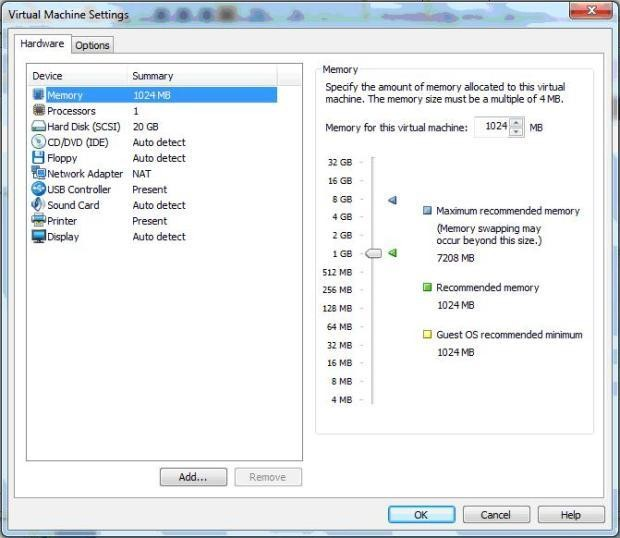 Virtual Machine Settings
Hardware Options
Device Summary
Memory 1024 MB
Processors 1
Hard Disk (SCSI) 20 GB
CD/DVD (IDE) Auto detect
Floppy Auto detect
Network Adapter NAT
USB Controller Present
Sound Card Auto detect
Printer Present
Display Auto detect
Add... Remove
Memory
Specify the amount of memory allocated to this virtual
machine. The memory size must be a multiple of 4 MB.
Memory for this virtual machine: 1024 MB
32 GB
16 GB
8 GB
4 GB
2 GB
1 GB
512 MB
256 MB
128 MB
64 MB
32 MB
16 MB
8 MB
4 MB
Maximum recommended memory
(Memory swapping may
occur beyond this size.)
7208 MB
Recommended memory
1024 MB
Guest OS recommended minimum
1024 MB
OK Cancel Help